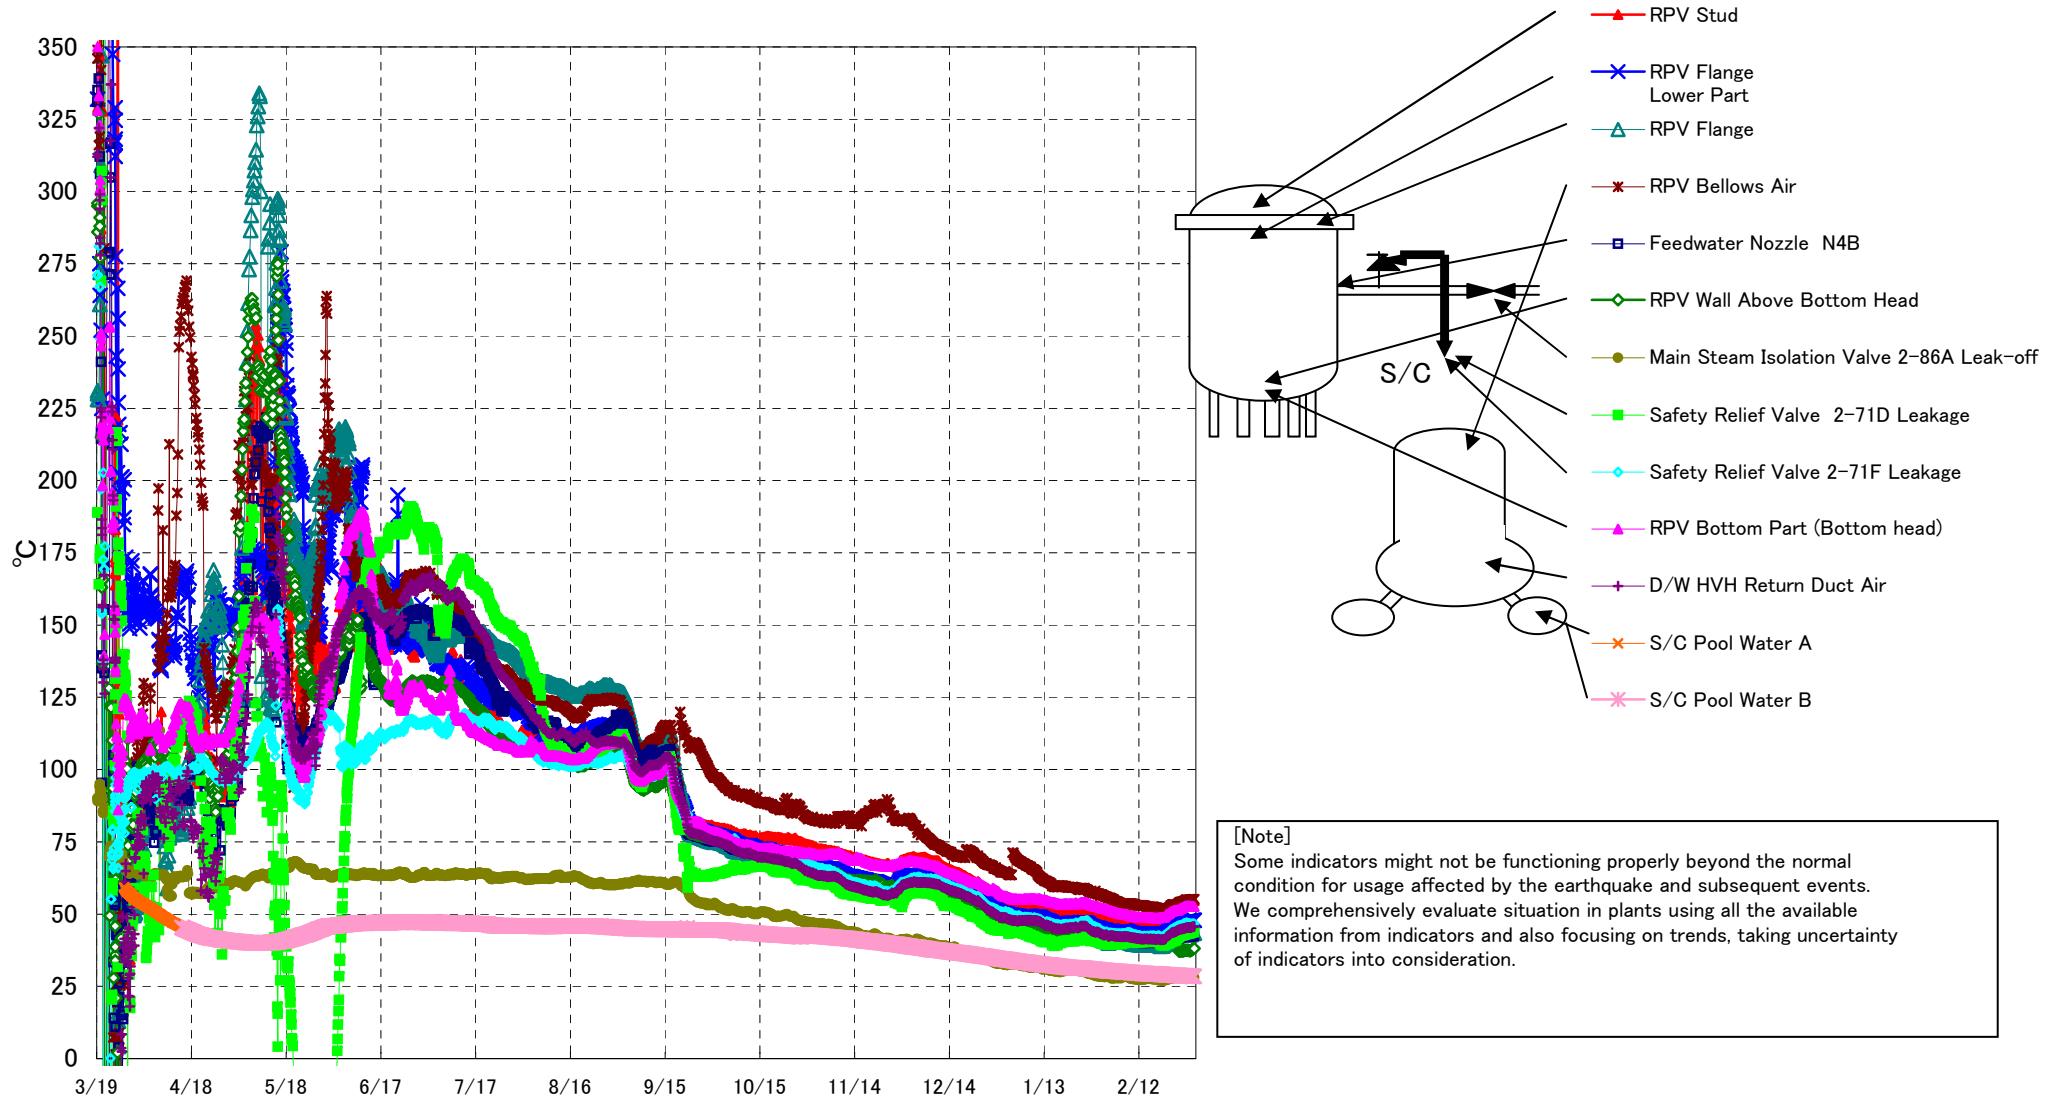 350
325
300
275
250
225
200
175
150
125
100
75
50
25
0
℃
3/19
4/18
5/18
6/17
7/17
8/16
9/15
10/15
11/14
12/14
1/13
2/12
RPV Stud
RPV Flange
Lower Part
RPV Flange
RPV Bellows Air
Feedwater Nozzle N4B
RPV Wall Above Bottom Head
Main Steam Isolation Valve 2-86A Leak-off
Safety Relief Valve 2-71D Leakage
Safety Relief Valve 2-71F Leakage
RPV Bottom Part (Bottom head)
D/W HVH Return Duct Air
S/C Pool Water A
S/C Pool Water B
S/C
[Note]
Some indicators might not be functioning properly beyond the normal
condition for usage affected by the earthquake and subsequent events.
We comprehensively evaluate situation in plants using all the available
information from indicators and also focusing on trends, taking uncertainty
of indicators into consideration.